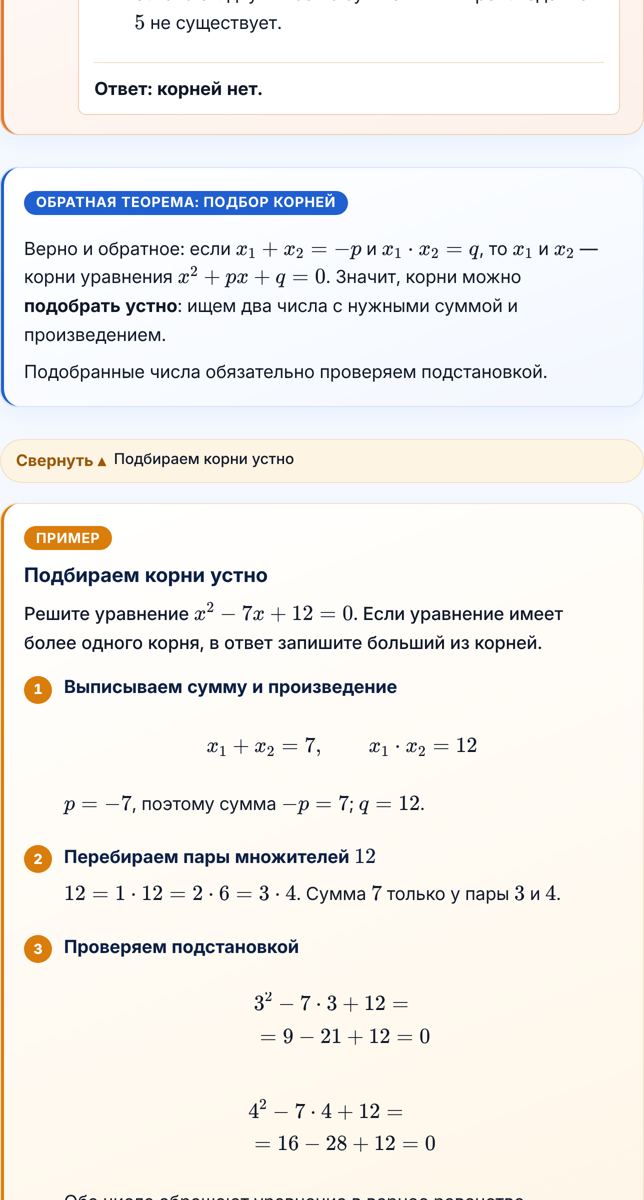 5 не существует.
Ответ: корней нет.
ОБРАТНАЯ ТЕОРЕМА: ПОДБОР КОРНЕЙ
Верно и обратное: если x₁ + x₂ = −p и x₁ · x₂ = q, то x₁ и x₂ —
корни уравнения x² + px + q = 0. Значит, корни можно
подобрать устно: ищем два числа с нужными суммой и
произведением.
Подобранные числа обязательно проверяем подстановкой.
Свернуть ▲ Подбираем корни устно
ПРИМЕР
Подбираем корни устно
Решите уравнение x² − 7x + 12 = 0. Если уравнение имеет
более одного корня, в ответ запишите больший из корней.
1 Выписываем сумму и произведение
x₁ + x₂ = 7, x₁ · x₂ = 12
p = −7, поэтому сумма −p = 7; q = 12.
2 Перебираем пары множителей 12
12 = 1 · 12 = 2 · 6 = 3 · 4. Сумма 7 только у пары 3 и 4.
3 Проверяем подстановкой
3² − 7 · 3 + 12 =
= 9 − 21 + 12 = 0
4² − 7 · 4 + 12 =
= 16 − 28 + 12 = 0